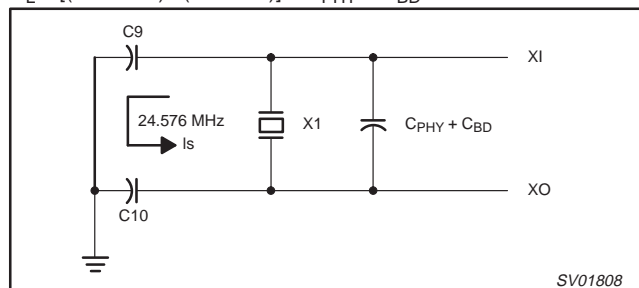 C9
XI
24.576 MHz
Is
X1
CPHY + CBD
XO
C10
SV01808